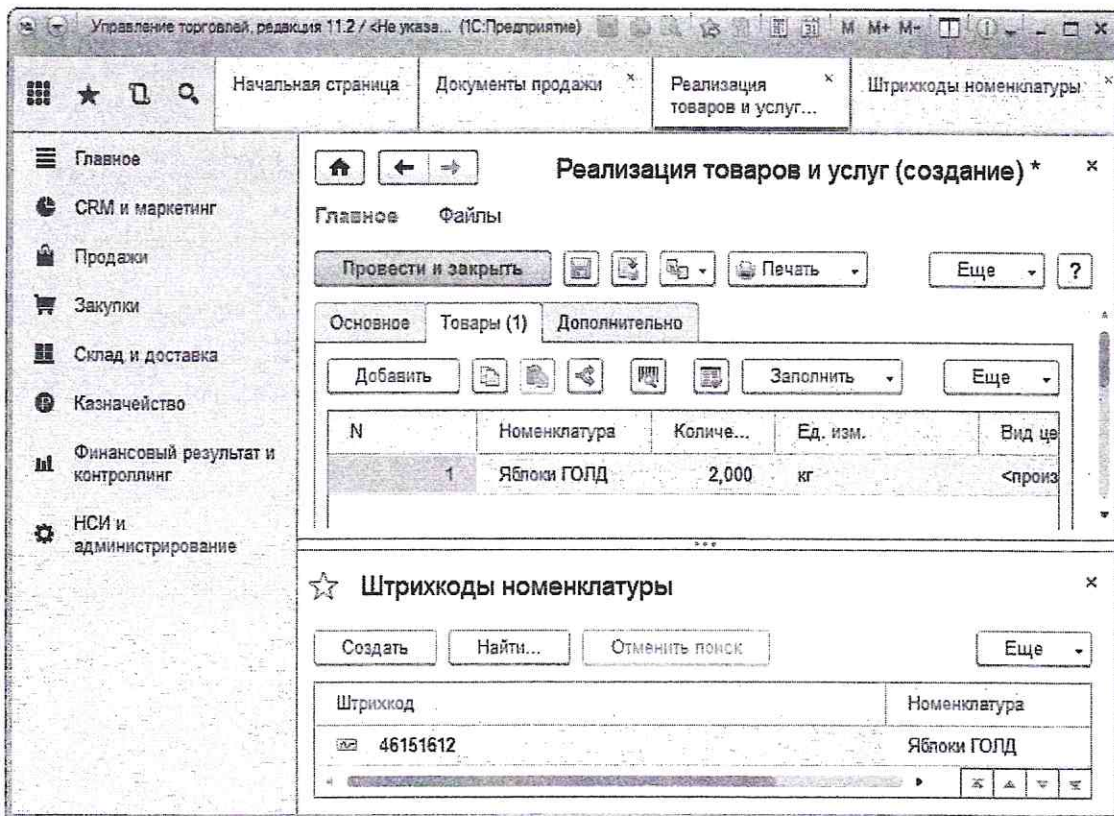 Управление торговлей, редакция 11.2 / <Не указа... (1С:Предприятие)
M M+ M-
Начальная страница
Документы продажи
Реализация
товаров и услуг...
Штрихкоды номенклатуры
Главное
CRM и маркетинг
Продажи
Закупки
Склад и доставка
Казначейство
Финансовый результат и
контроллинг
НСИ и
администрирование
Реализация товаров и услуг (создание) *
Главное Файлы
Провести и закрыть Печать Еще ?
Основное Товары (1) Дополнительно
Добавить Заполнить Еще
N Номенклатура Количе... Ед. изм. Вид це
1 Яблоки ГОЛД 2,000 кг <произ
Штрихкоды номенклатуры
Создать Найти... Отменить поиск Еще
Штрихкод Номенклатура
46151612 Яблоки ГОЛД